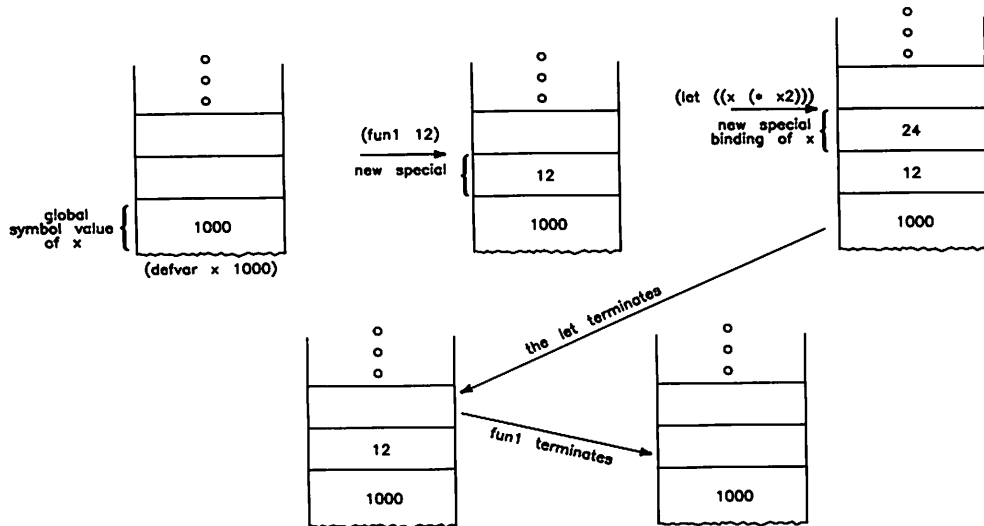 global
symbol value
of x
1000
(defvar x 1000)
(fun1 12)
new special
12
1000
(let ((x (* x2)))
new special
binding of x
24
12
1000
the let terminates
12
1000
fun1 terminates
1000